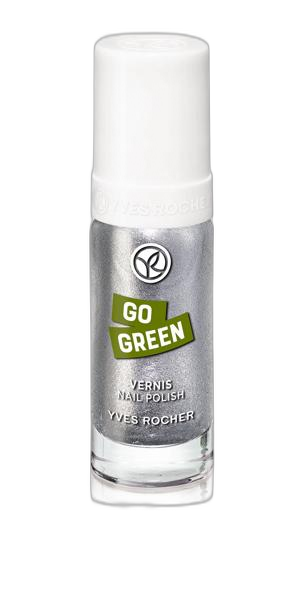 YVES ROCHER
GO
GREEN
VERNIS
NAIL POLISH
YVES ROCHER